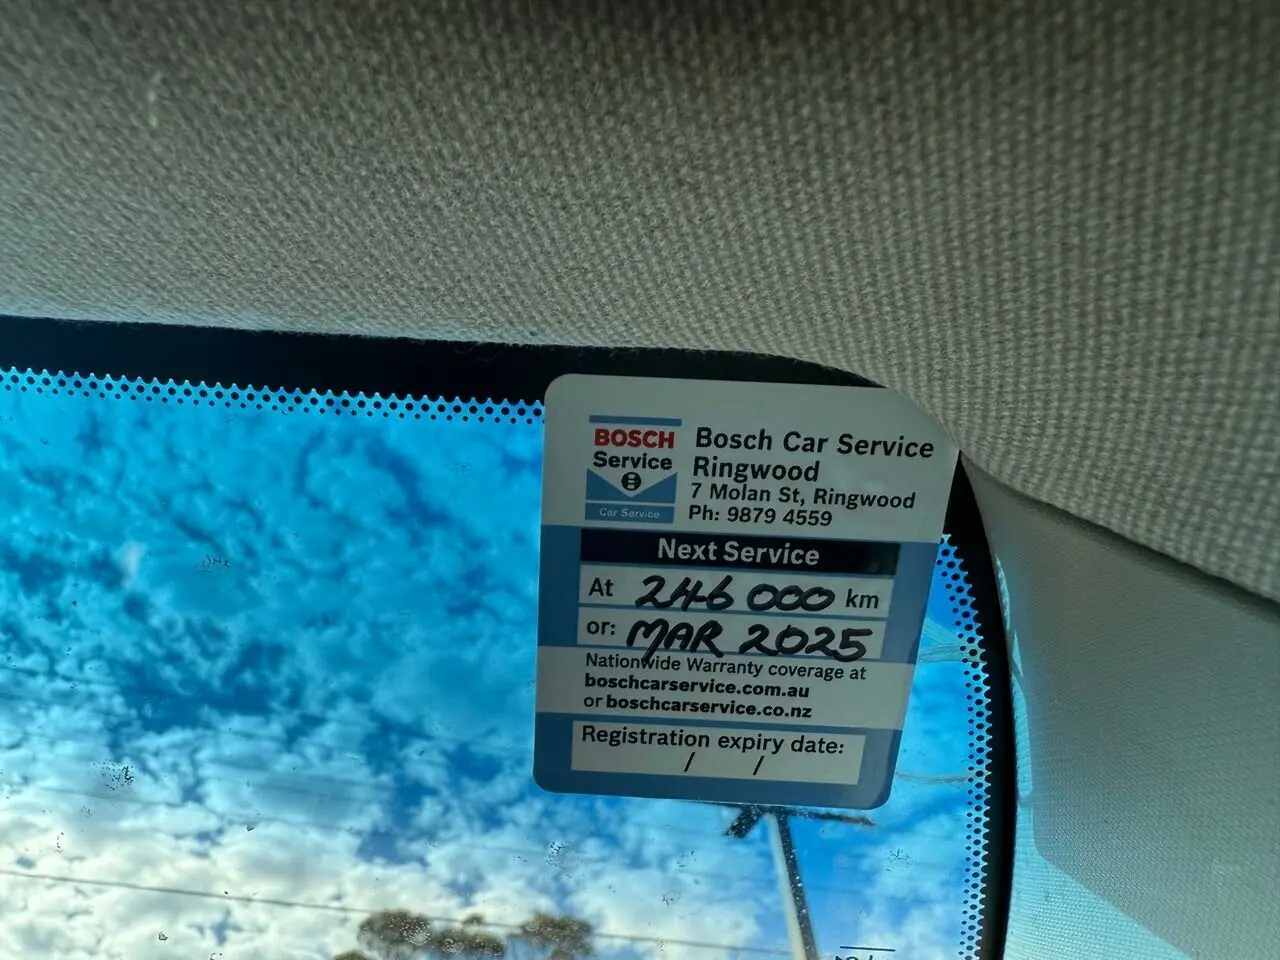 BOSCH
Service
Car Service
Bosch Car Service
Ringwood
7 Molan St, Ringwood
Ph: 9879 4559
Next Service
At 246 000 km
or: MAR 2025
Nationwide Warranty coverage at
boschcarservice.com.au
or boschcarservice.co.nz
Registration expiry date:
/ /